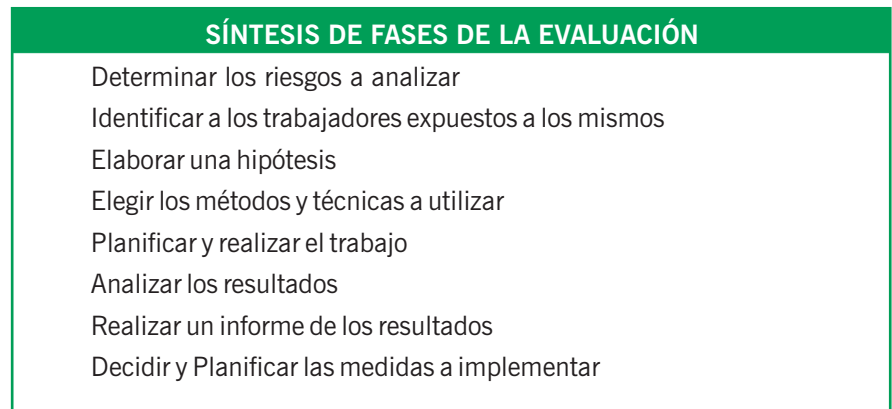 SÍNTESIS DE FASES DE LA EVALUACIÓN
Determinar los riesgos a analizar
Identificar a los trabajadores expuestos a los mismos
Elaborar una hipótesis
Elegir los métodos y técnicas a utilizar
Planificar y realizar el trabajo
Analizar los resultados
Realizar un informe de los resultados
Decidir y Planificar las medidas a implementar